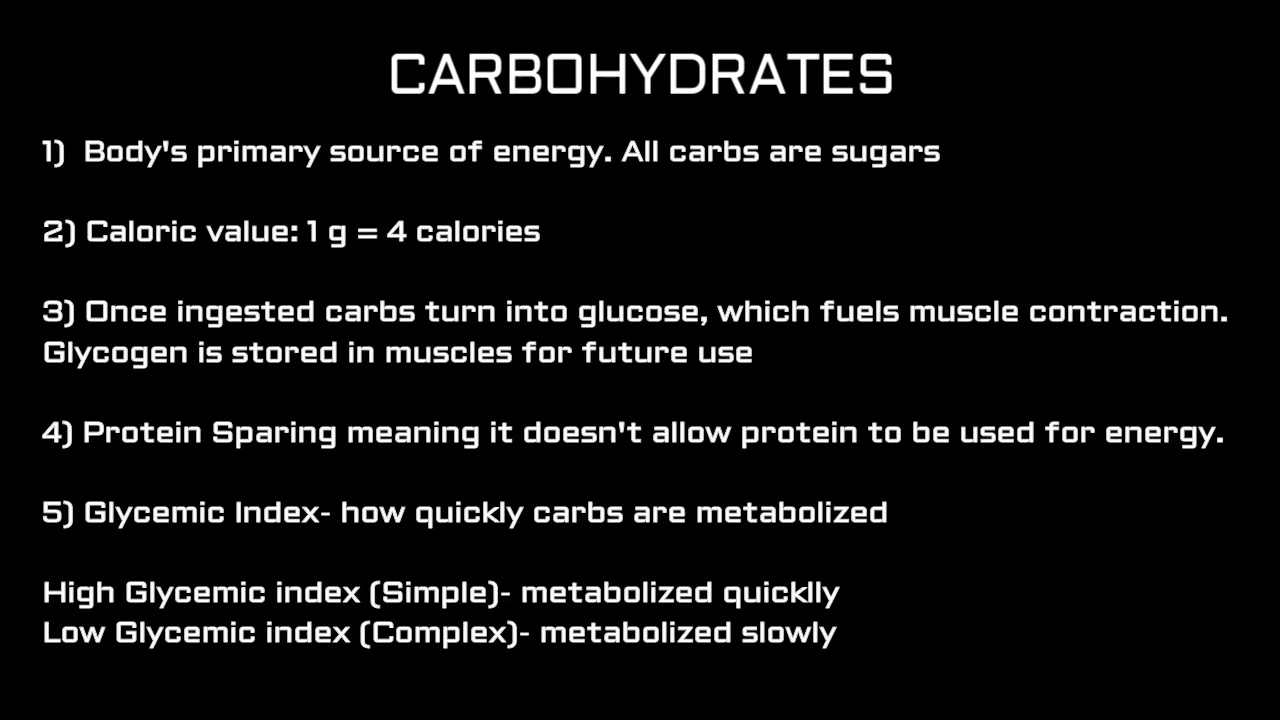 CARBOHYDRATES
1) Body's primary source of energy. All carbs are sugars
2) Caloric value: 1 g = 4 calories
3) Once ingested carbs turn into glucose, which fuels muscle contraction.
Glycogen is stored in muscles for future use
4) Protein Sparing meaning it doesn't allow protein to be used for energy.
5) Glycemic Index- how quickly carbs are metabolized
High Glycemic index (Simple)- metabolized quicklly
Low Glycemic index (Complex)- metabolized slowly